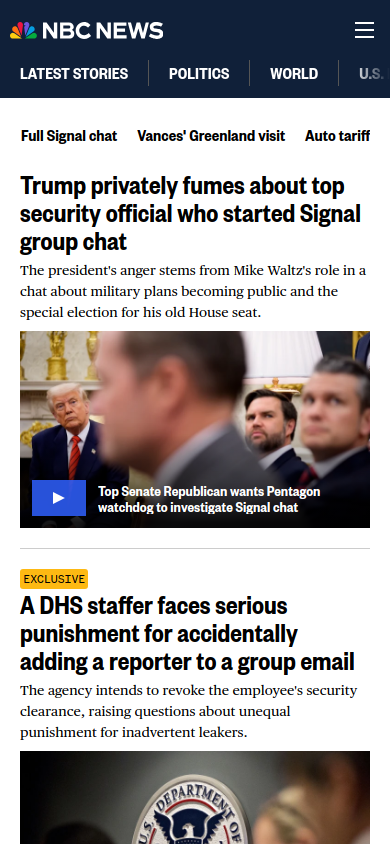 NBC NEWS
LATEST STORIES
POLITICS
WORLD
U.S.
Full Signal chat
Vances' Greenland visit
Auto tariff
Trump privately fumes about top
security official who started Signal
group chat
The president's anger stems from Mike Waltz's role in a
chat about military plans becoming public and the
special election for his old House seat.
Top Senate Republican wants Pentagon
watchdog to investigate Signal chat
EXCLUSIVE
A DHS staffer faces serious
punishment for accidentally
adding a reporter to a group email
The agency intends to revoke the employee's security
clearance, raising questions about unequal
punishment for inadvertent leakers.
U.S. DEPARTMENT OF